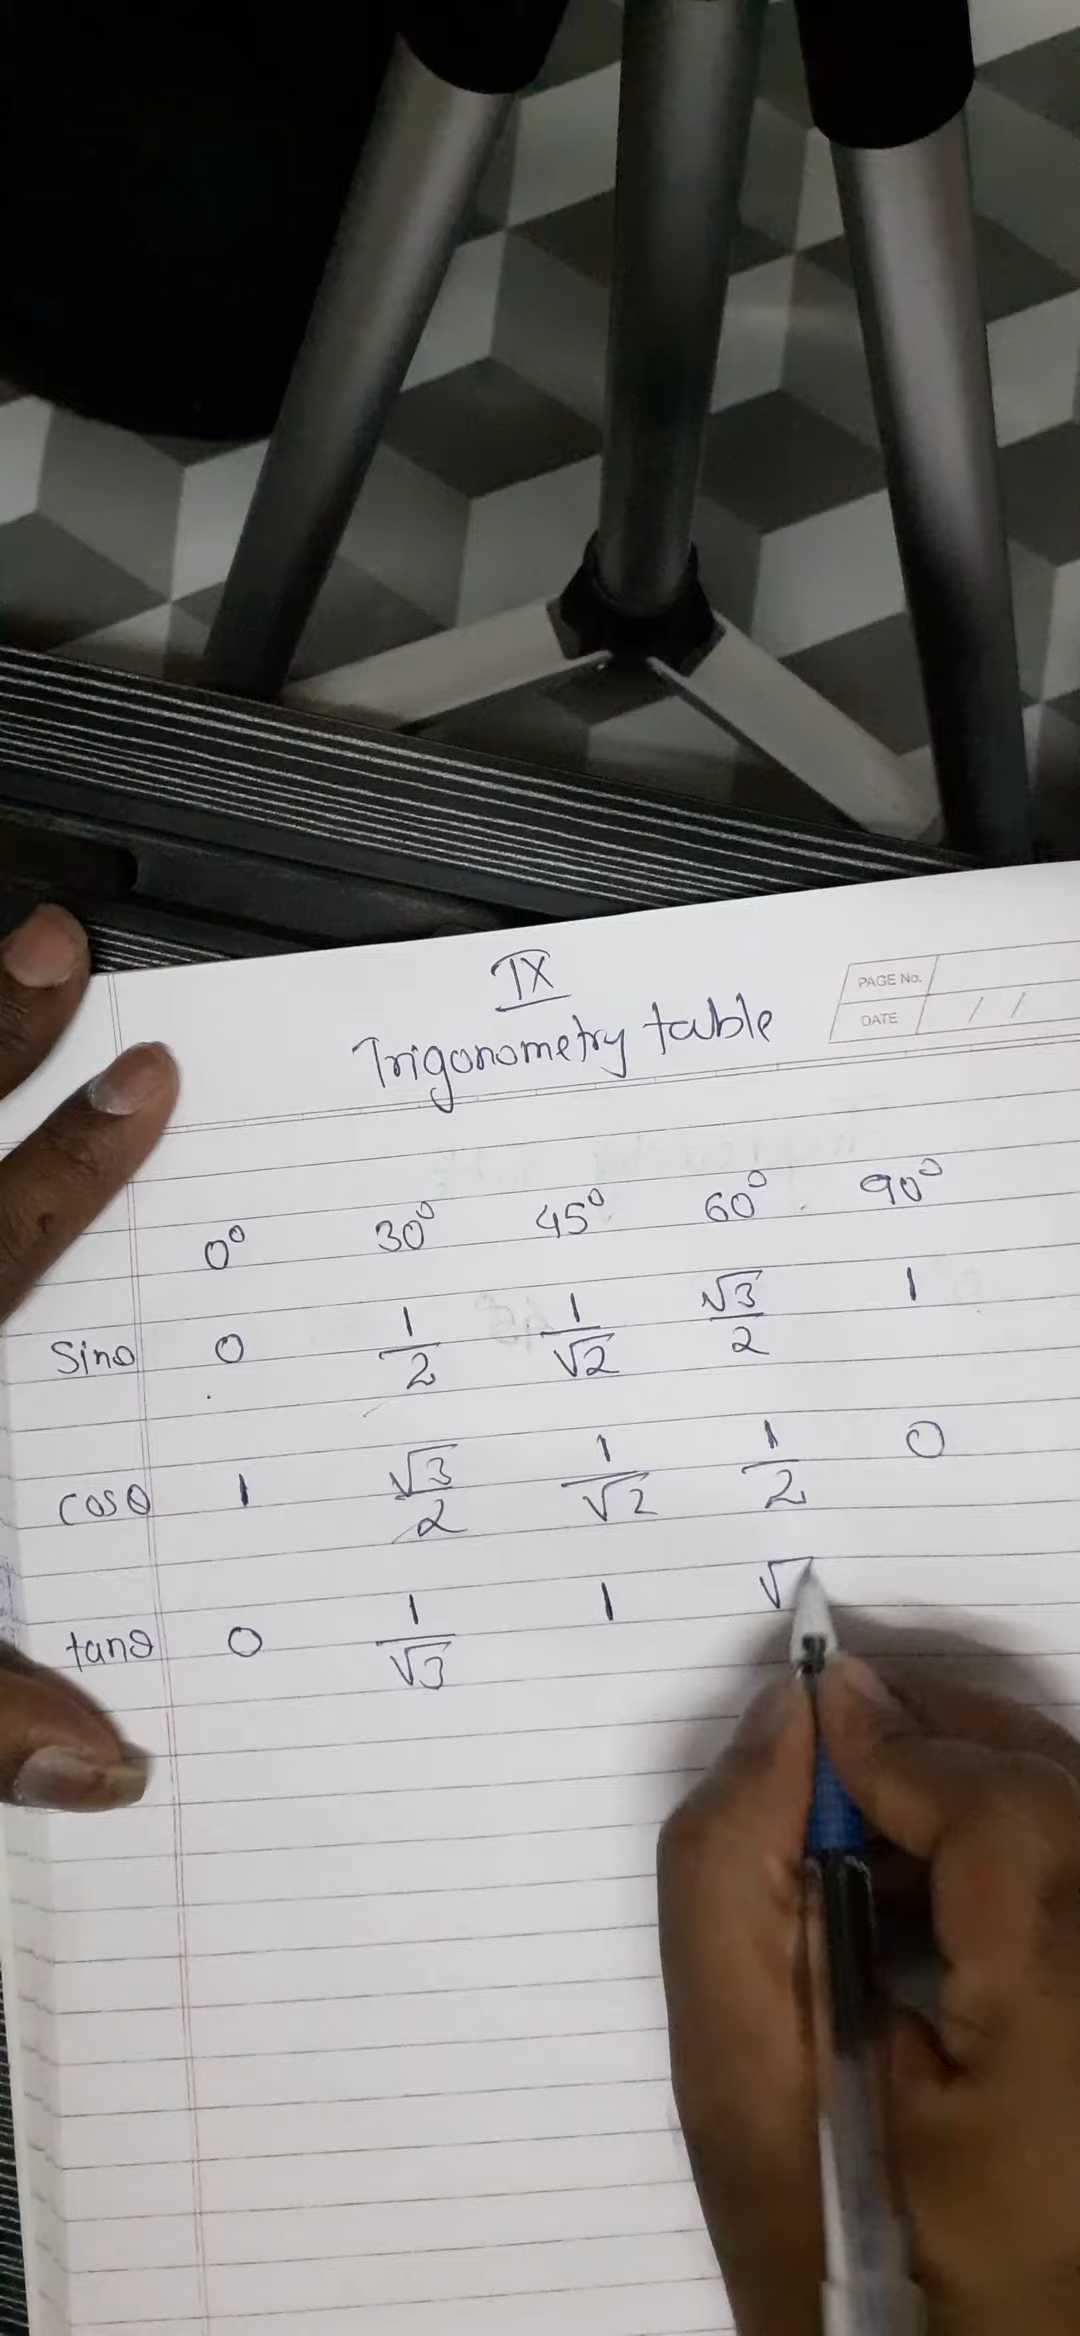 IX
Trigonometry table
PAGE No.
DATE / /
0° 30° 45° 60° 90°
Sinθ 0 1/2 1/√2 √3/2 1
cosθ 1 √3/2 1/√2 1/2 0
tanθ 0 1/√3 1 √